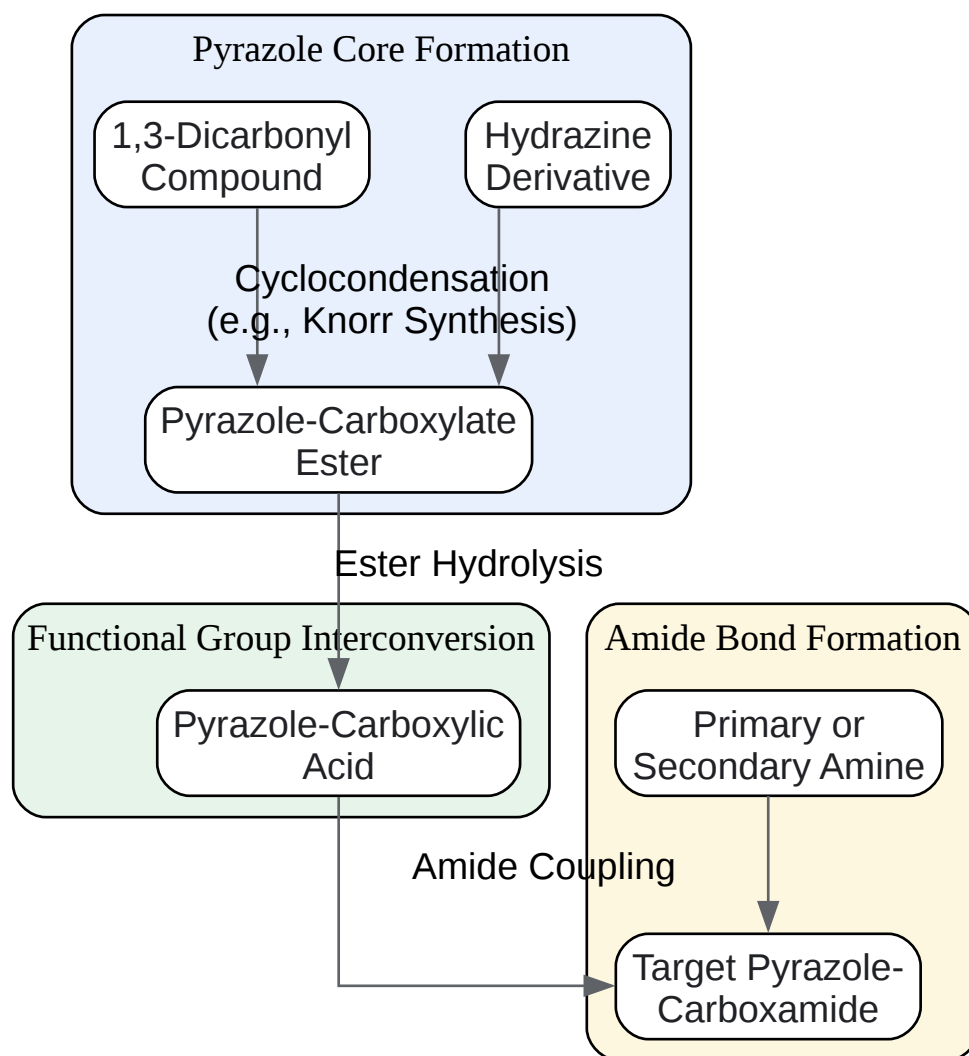 Pyrazole Core Formation
1,3-Dicarbonyl
Compound
Hydrazine
Derivative
Cyclocondensation
(e.g., Knorr Synthesis)
Pyrazole-Carboxylate
Ester
Ester Hydrolysis
Functional Group Interconversion
Pyrazole-Carboxylic
Acid
Amide Bond Formation
Primary or
Secondary Amine
Amide Coupling
Target Pyrazole-
Carboxamide